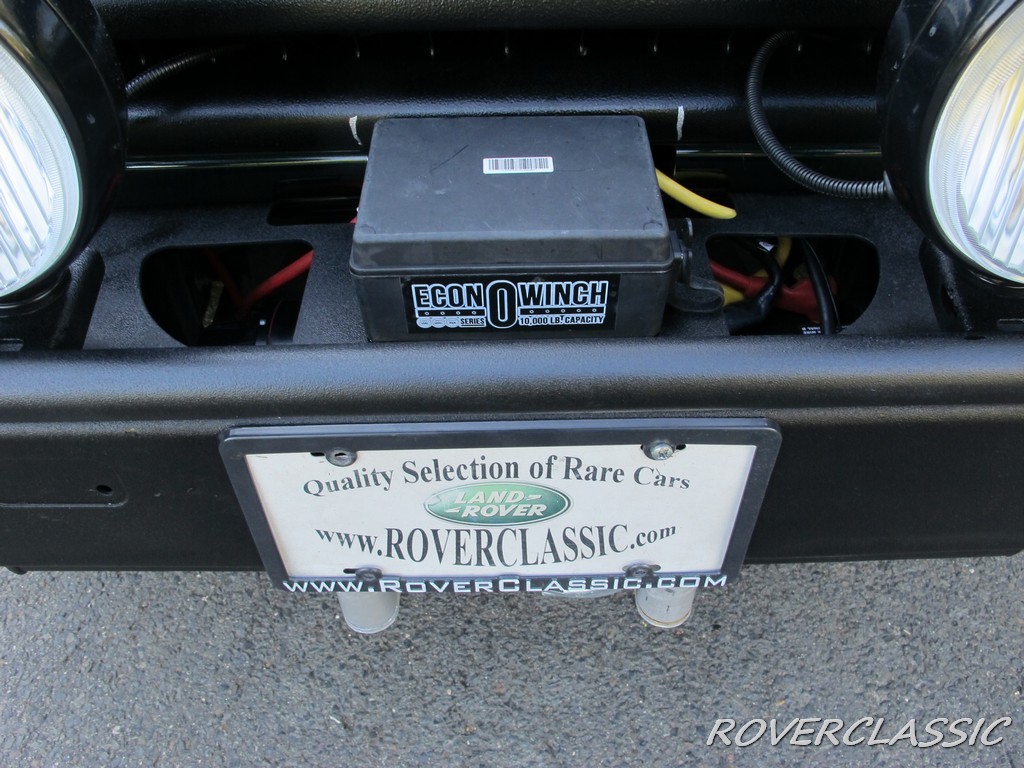 ECON O WINCH
SERIES 10,000 LB. CAPACITY
Quality Selection of Rare Cars
LAND-
-ROVER
www.ROVERCLASSIC.com
WWW.ROVERCLASSIC.COM
ROVERCLASSIC